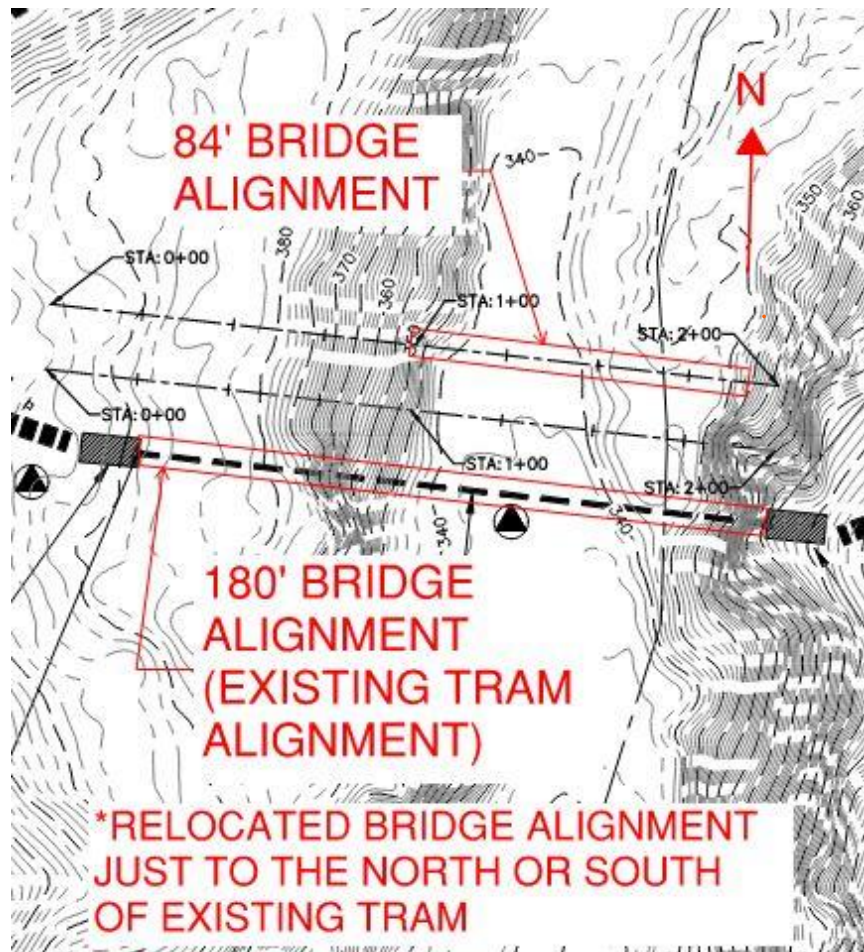 N
84' BRIDGE
ALIGNMENT
340
350
360
STA: 0+00
380
370
360
STA: 1+00
350
STA: 2+00
STA: 0+00
STA: 1+00
STA: 2+00
340
340
180' BRIDGE
ALIGNMENT
(EXISTING TRAM
ALIGNMENT)
*RELOCATED BRIDGE ALIGNMENT
JUST TO THE NORTH OR SOUTH
OF EXISTING TRAM